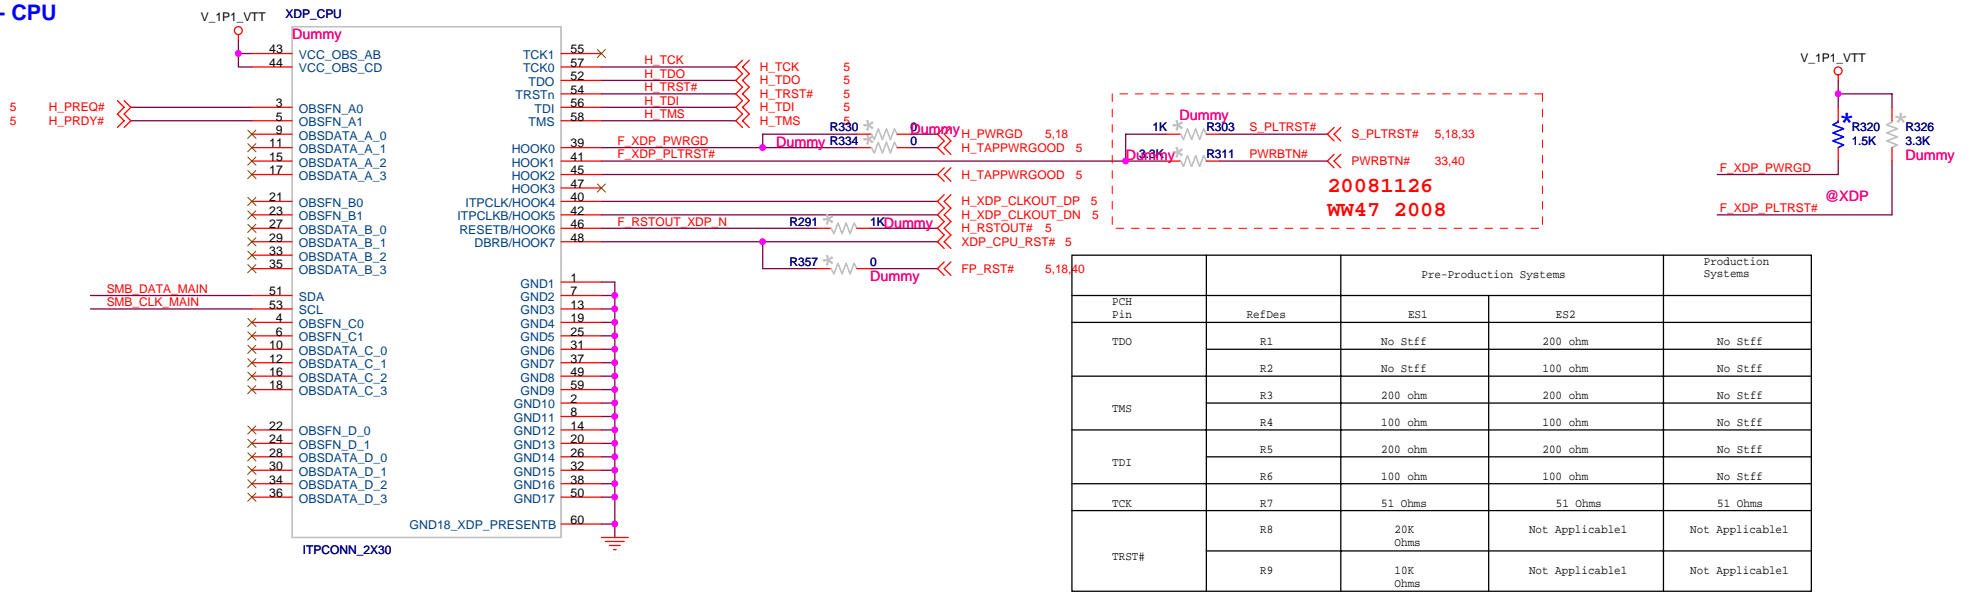 - CPU
V_1P1_VTT
XDP_CPU
Dummy
43 VCC_OBS_AB
44 VCC_OBS_CD
5 H_PREQ# 3 OBSFN_A0
5 H_PRDY# 5 OBSFN_A1
9 OBSDATA_A_0
11 OBSDATA_A_1
15 OBSDATA_A_2
17 OBSDATA_A_3
21 OBSFN_B0
23 OBSFN_B1
27 OBSDATA_B_0
29 OBSDATA_B_1
33 OBSDATA_B_2
35 OBSDATA_B_3
SMB_DATA_MAIN 51 SDA
SMB_CLK_MAIN 53 SCL
4 OBSFN_C0
6 OBSFN_C1
10 OBSDATA_C_0
12 OBSDATA_C_1
16 OBSDATA_C_2
18 OBSDATA_C_3
22 OBSFN_D_0
24 OBSFN_D_1
28 OBSDATA_D_0
30 OBSDATA_D_1
34 OBSDATA_D_2
36 OBSDATA_D_3
TCK1 55
TCK0 57 H_TCK H_TCK 5
TDO 52 H_TDO H_TDO 5
TRSTn 54 H_TRST# H_TRST# 5
TDI 56 H_TDI H_TDI 5
TMS 58 H_TMS H_TMS 5
R330 * 0 Dummy H_PWRGD 5,18
HOOK0 39 F_XDP_PWRGD Dummy R334 0 H_TAPPWRGOOD 5
HOOK1 41 F_XDP_PLTRST#
HOOK2 45 H_TAPPWRGOOD 5
HOOK3 47
ITPCLK/HOOK4 40 H_XDP_CLKOUT_DP 5
ITPCLKB/HOOK5 42 H_XDP_CLKOUT_DN 5
RESETB/HOOK6 46 F_RSTOUT_XDP_N R291 * 1K Dummy H_RSTOUT# 5
DBRB/HOOK7 48 XDP_CPU_RST# 5
R357 * 0 Dummy FP_RST# 5,18,40
GND1 1
GND2 7
GND3 13
GND4 19
GND5 25
GND6 31
GND7 37
GND8 49
GND9 59
GND10 2
GND11 8
GND12 14
GND13 20
GND14 26
GND15 32
GND16 38
GND17 50
GND18_XDP_PRESENTB 60
ITPCONN_2X30
Dummy
1K * R303 S_PLTRST# S_PLTRST# 5,18,33
Dummy 3.3K * R311 PWRBTN# PWRBTN# 33,40
20081126
WW47 2008
V_1P1_VTT
* R320 * R326
1.5K 3.3K
Dummy
F_XDP_PWRGD
@XDP
F_XDP_PLTRST#
Pre-Production Systems Production
Systems
PCH
Pin RefDes ES1 ES2
TDO R1 No Stff 200 ohm No Stff
R2 No Stff 100 ohm No Stff
TMS R3 200 ohm 200 ohm No Stff
R4 100 ohm 100 ohm No Stff
TDI R5 200 ohm 200 ohm No Stff
R6 100 ohm 100 ohm No Stff
TCK R7 51 Ohms 51 Ohms 51 Ohms
TRST# R8 20K
Ohms Not Applicable1 Not Applicable1
R9 10K
Ohms Not Applicable1 Not Applicable1